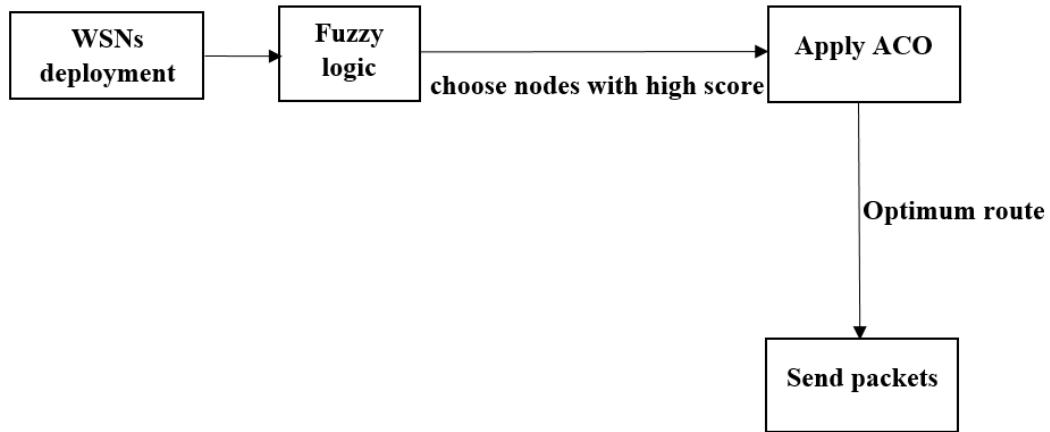 WSNs
deployment
Fuzzy
logic
choose nodes with high score
Apply ACO
Optimum route
Send packets